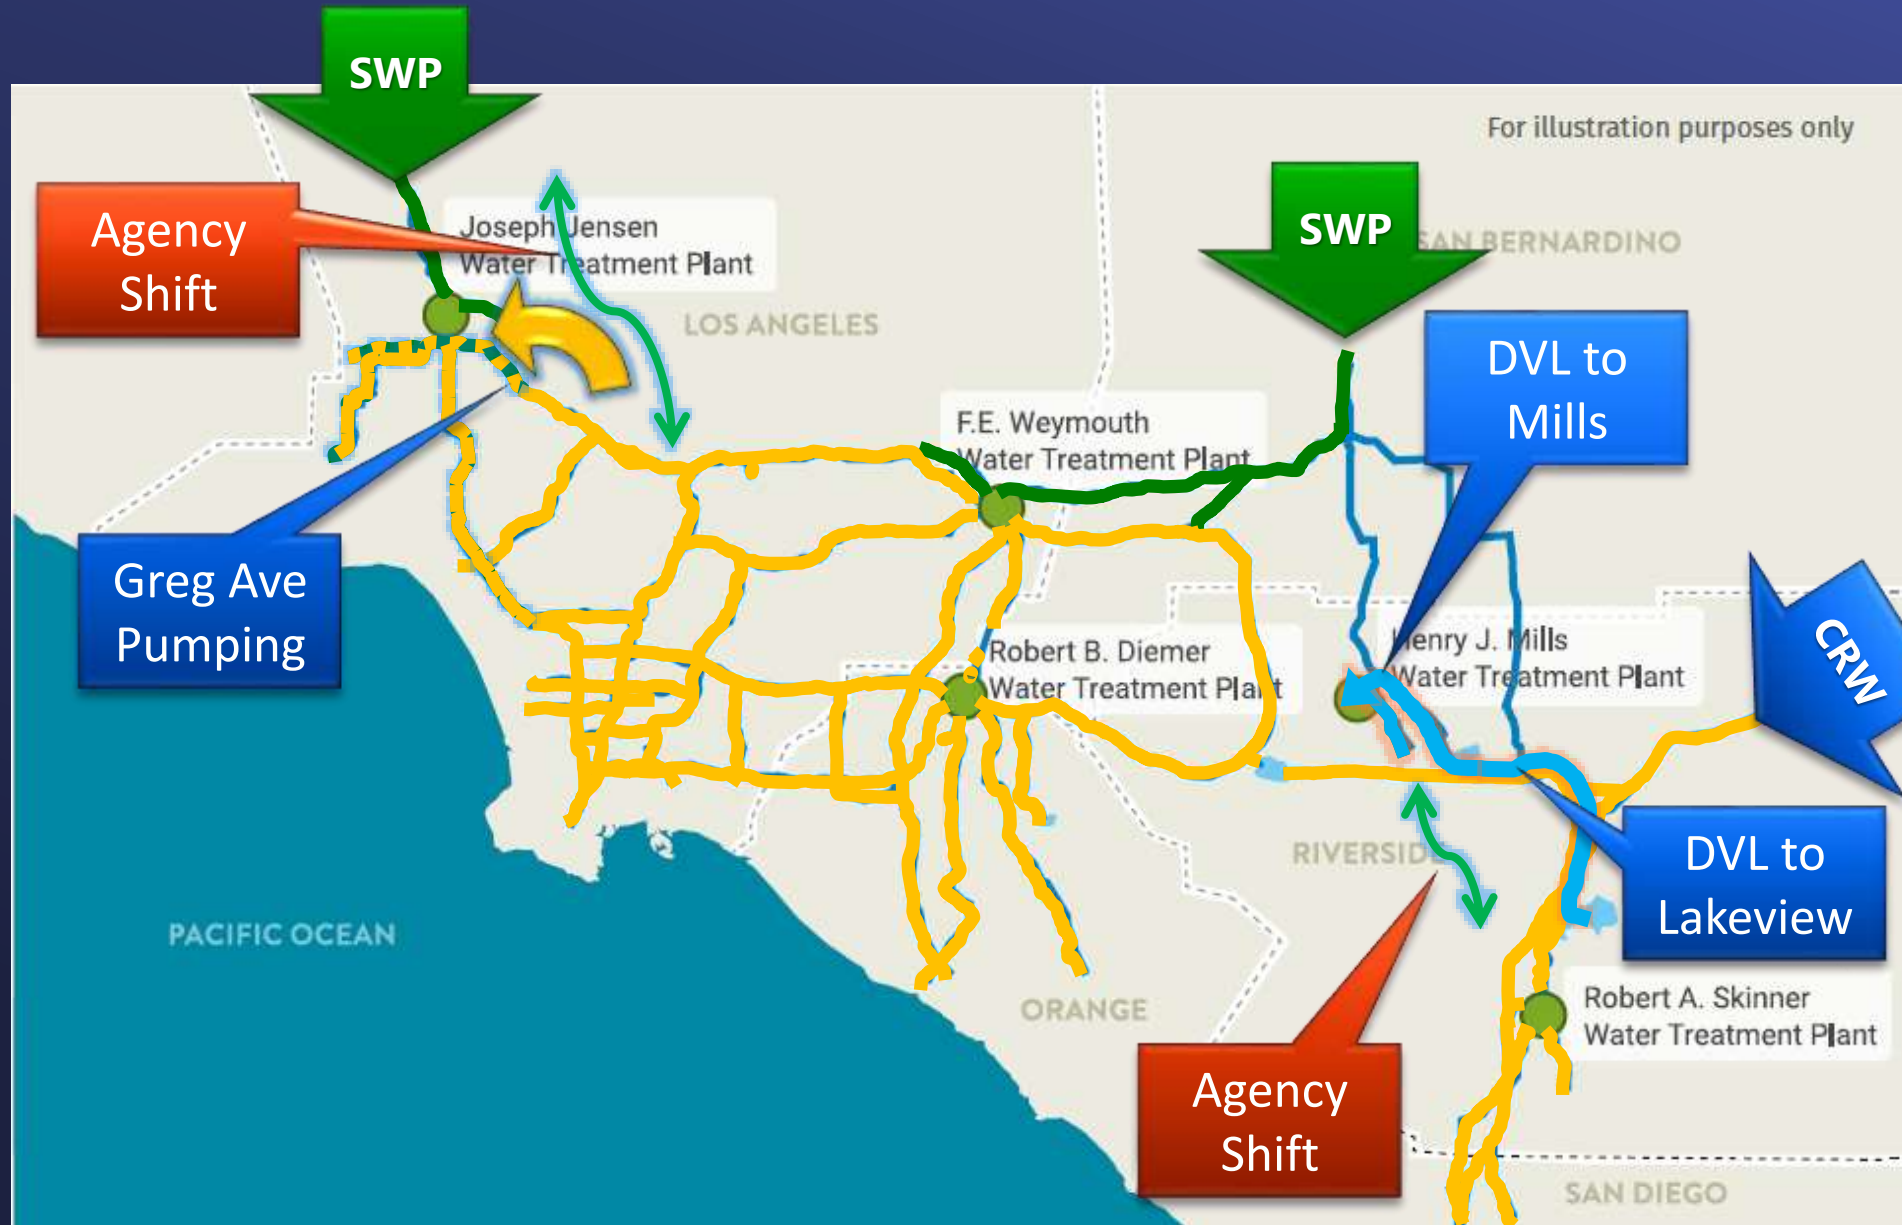 SWP
For illustration purposes only
Agency
Shift
Joseph Jensen
Water Treatment Plant
SWP
SAN BERNARDINO
LOS ANGELES
DVL to
Mills
F.E. Weymouth
Water Treatment Plant
Greg Ave
Pumping
Henry J. Mills
Water Treatment Plant
CRW
Robert B. Diemer
Water Treatment Plant
RIVERSIDE
DVL to
Lakeview
PACIFIC OCEAN
ORANGE
Robert A. Skinner
Water Treatment Plant
Agency
Shift
SAN DIEGO